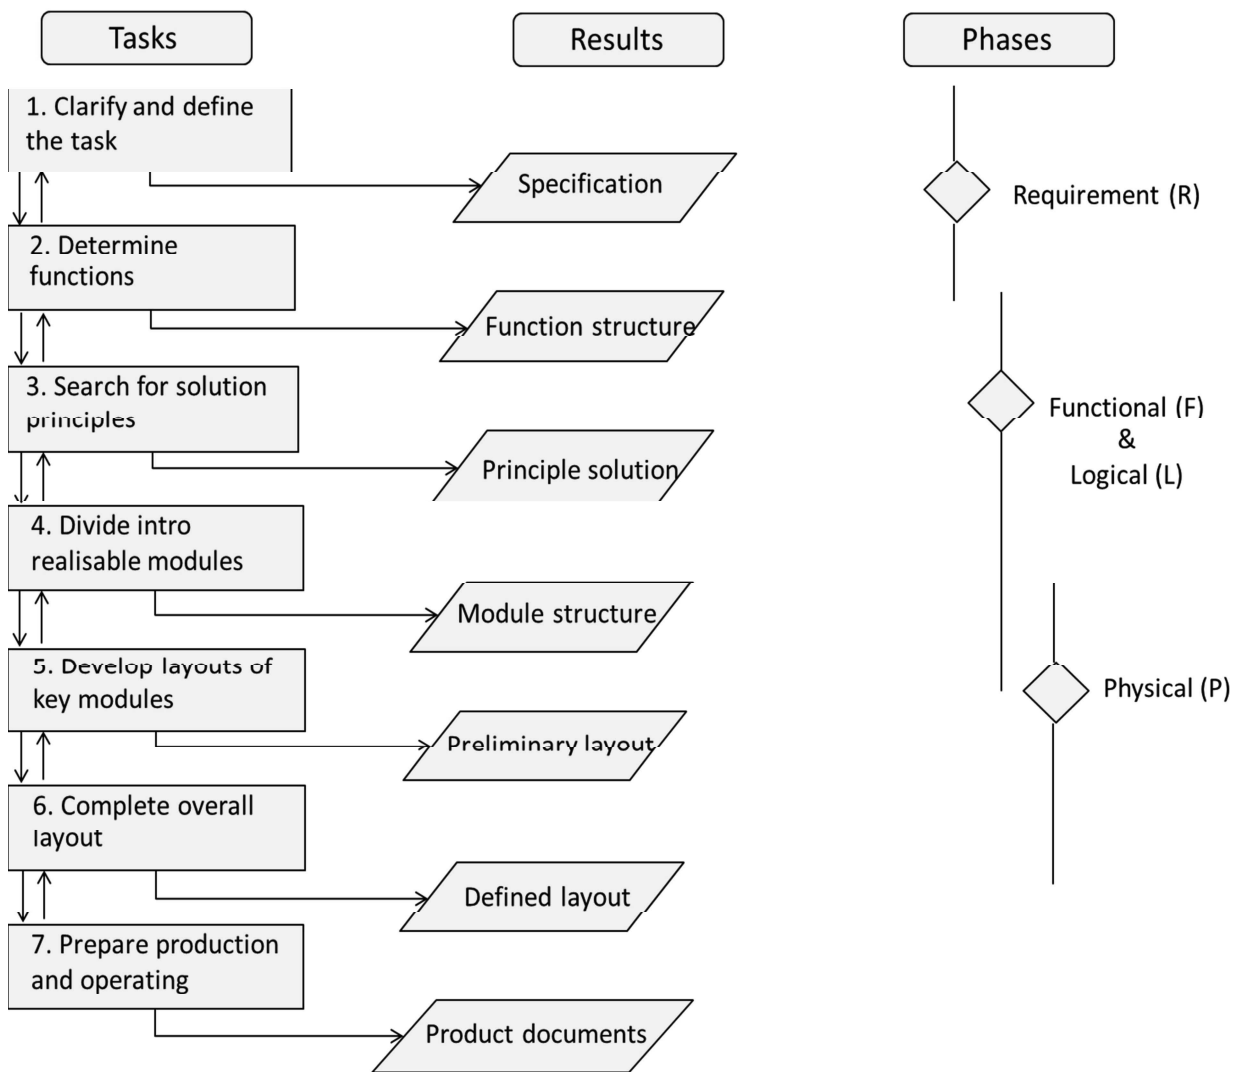 Tasks
Results
Phases
1. Clarify and define
the task
Specification
Requirement (R)
2. Determine
functions
Function structure
3. Search for solution
principles
Functional (F)
&
Logical (L)
Principle solution
4. Divide intro
realisable modules
Module structure
5. Develop layouts of
key modules
Physical (P)
Preliminary layout
6. Complete overall
layout
Defined layout
7. Prepare production
and operating
Product documents